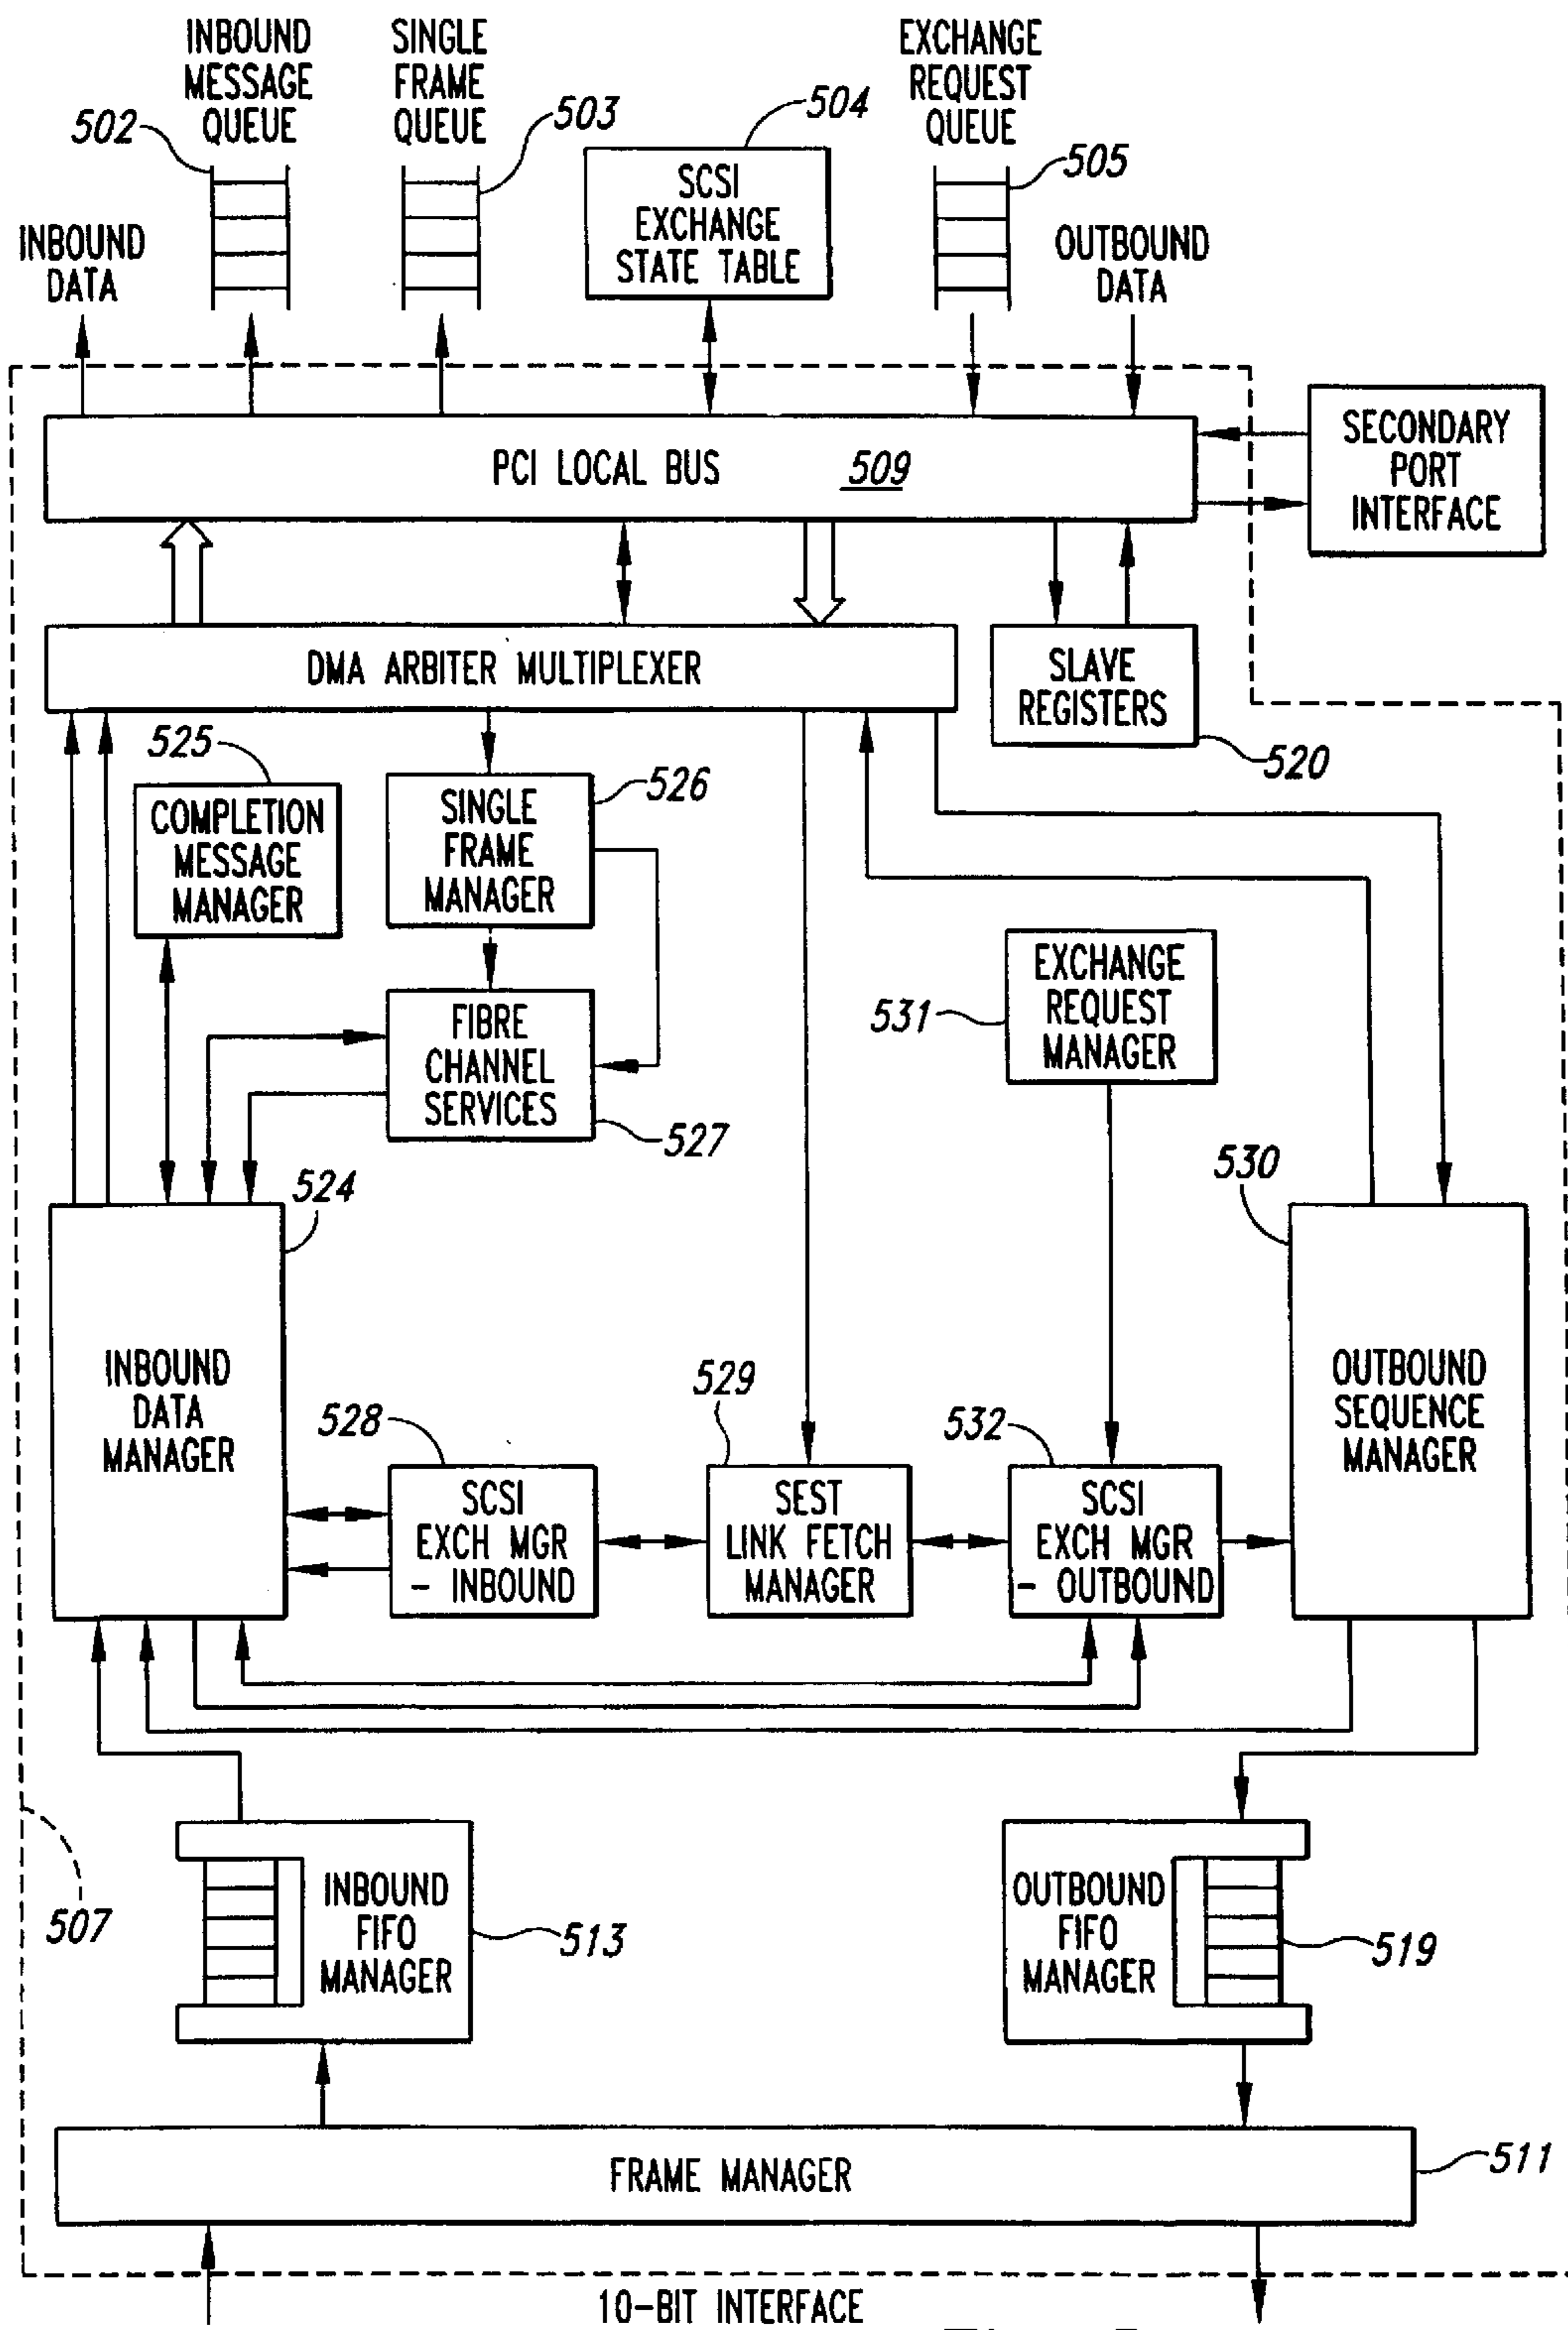 INBOUND
MESSAGE
QUEUE
SINGLE
FRAME
QUEUE
EXCHANGE
REQUEST
QUEUE
502
503
504
505
INBOUND
DATA
SCSI
EXCHANGE
STATE TABLE
OUTBOUND
DATA
PCI LOCAL BUS 509
SECONDARY
PORT
INTERFACE
DMA ARBITER MULTIPLEXER
SLAVE
REGISTERS
520
525
COMPLETION
MESSAGE
MANAGER
526
SINGLE
FRAME
MANAGER
FIBRE
CHANNEL
SERVICES
527
531
EXCHANGE
REQUEST
MANAGER
524
530
INBOUND
DATA
MANAGER
528
SCSI
EXCH MGR
- INBOUND
529
SEST
LINK FETCH
MANAGER
532
SCSI
EXCH MGR
- OUTBOUND
OUTBOUND
SEQUENCE
MANAGER
507
INBOUND
FIFO
MANAGER
513
OUTBOUND
FIFO
MANAGER
519
FRAME MANAGER
511
10-BIT INTERFACE